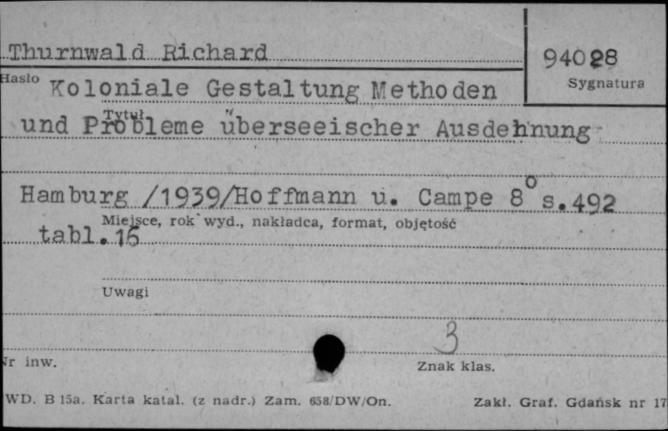 Thurnwald Richard
94028
Hasło
Sygnatura
Koloniale Gestaltung Methoden
Tytuł
und Probleme überseeischer Ausdehnung
Hamburg /1939/Hoffmann u. Campe 8° s.492
Miejsce, rok wyd., nakładca, format, objętość
tabl.16
Uwagi
3
Nr inw.
Znak klas.
WD. B 15a. Karta katal. (z nadr.) Zam. 658/DW/On.
Zakł. Graf. Gdańsk nr 17